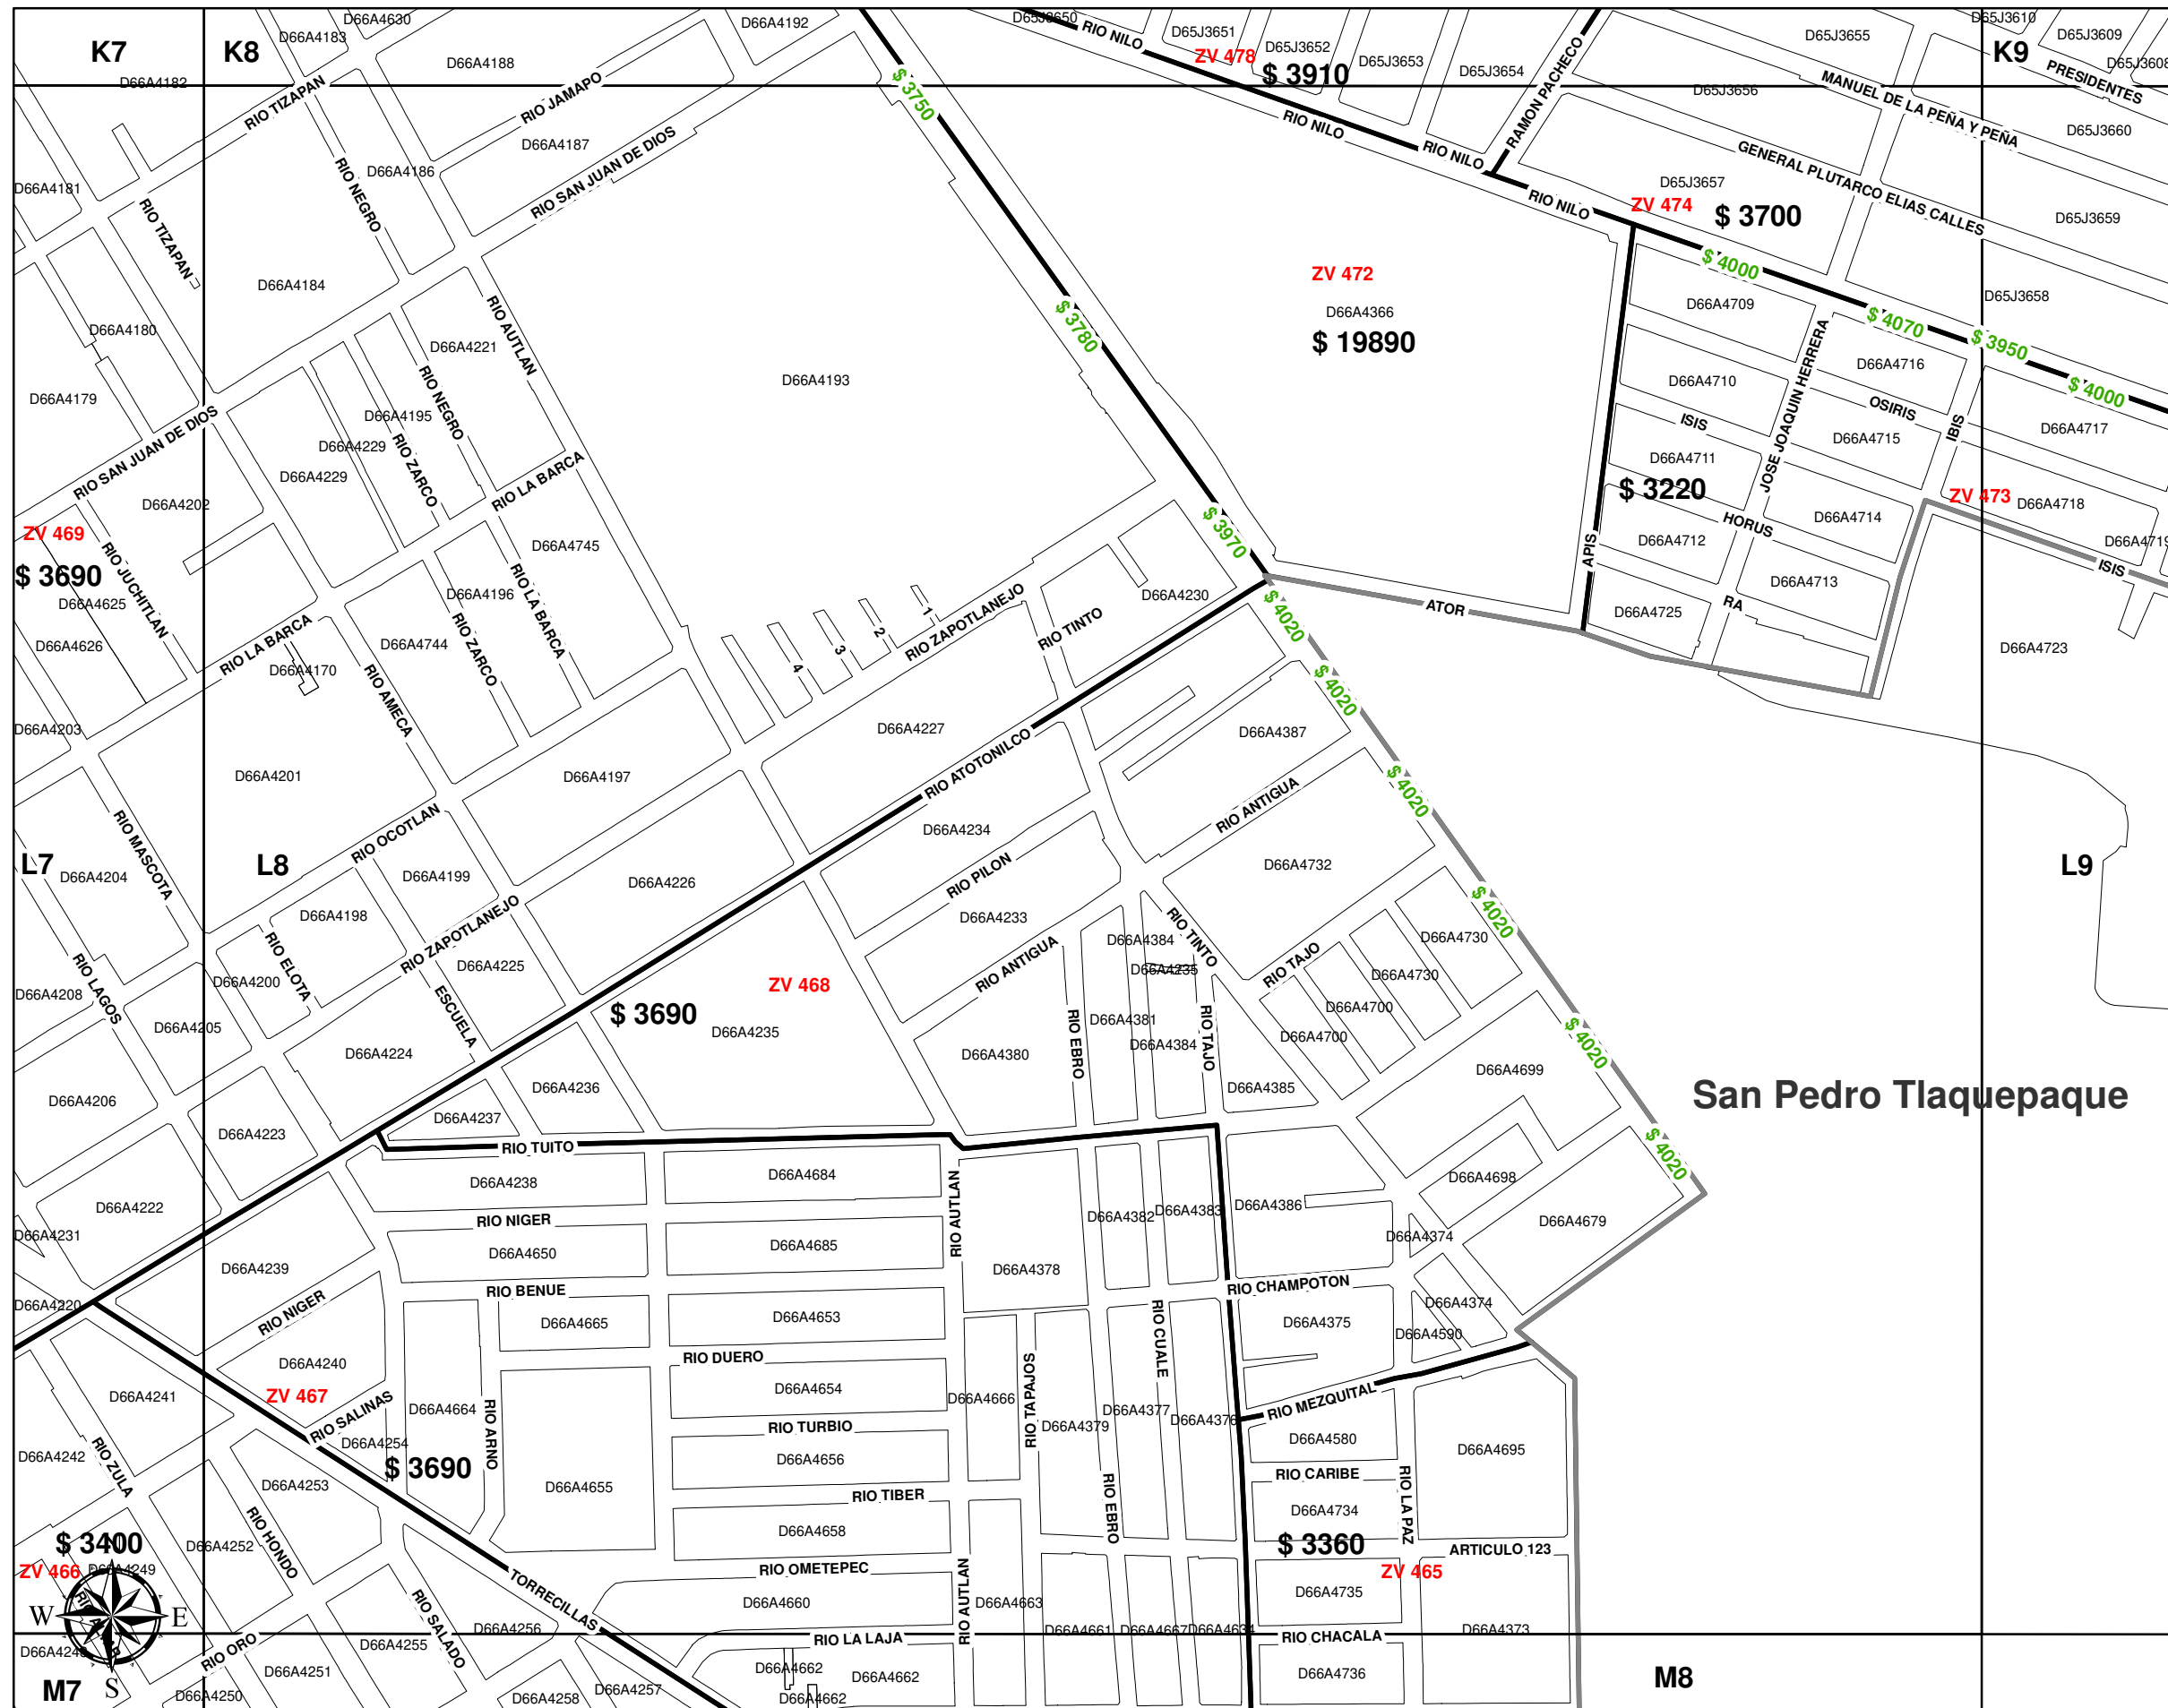 K7
K8
K9
D66A4630
D66A4183
D66A4192
D65J3650
RIO NILO
D65J3651
ZV 478
D65J3652
$ 3910
D65J3653
D65J3654
RAMON PACHECO
D65J3655
D65J3610
D65J3609
D65J3608
PRESIDENTES
D66A4182
D66A4188
RIO TIZAPAN
RIO JAMAPO
$ 3750
D65J3656
MANUEL DE LA PEÑA Y PEÑA
D65J3660
D66A4187
RIO SAN JUAN DE DIOS
RIO NILO
RIO NILO
GENERAL PLUTARCO ELIAS CALLES
D66A4181
RIO TIZAPAN
RIO NEGRO
D66A4186
D65J3657
RIO NILO
ZV 474
$ 3700
D65J3659
D66A4184
ZV 472
D66A4366
$ 19890
$ 4000
D65J3658
D66A4180
RIO AUTLAN
D66A4221
$ 3780
D66A4709
$ 4070
$ 3950
$ 4000
D66A4179
RIO NEGRO
D66A4193
D66A4710
JOSE JOAQUIN HERRERA
D66A4716
OSIRIS
IBIS
D66A4717
D66A4195
D66A4229
RIO ZARCO
D66A4229
RIO SAN JUAN DE DIOS
ISIS
D66A4715
D66A4711
$ 3220
RIO LA BARCA
D66A4202
ZV 469
$ 3690
D66A4625
RIO JUCHITLAN
D66A4745
$ 3970
HORUS
D66A4714
ZV 473
D66A4718
D66A4719
ISIS
D66A4712
APIS
D66A4713
D66A4196
RIO LA BARCA
RIO ZARCO
D66A4230
$ 4020
ATOR
D66A4725
RA
D66A4723
D66A4626
RIO LA BARCA
D66A4170
D66A4744
RIO AMECA
4
3
2
1
RIO ZAPOTLANEJO
RIO TINTO
D66A4203
D66A4227
$ 4020
D66A4387
D66A4201
D66A4197
RIO ATOTONILCO
RIO ANTIGUA
$ 4020
RIO MASCOTA
RIO OCOTLAN
D66A4234
L7
L8
L9
D66A4204
D66A4199
D66A4226
RIO PILON
D66A4732
D66A4198
RIO ZAPOTLANEJO
D66A4233
$ 4020
RIO ELOTA
D66A4225
RIO ANTIGUA
D66A4384
RIO TINTO
D66A4235
RIO TAJO
D66A4730
D66A4730
D66A4208
RIO LAGOS
D66A4200
ESCUELA
ZV 468
$ 3690
D66A4235
D66A4205
D66A4224
D66A4380
RIO EBRO
D66A4381
D66A4384
RIO TAJO
D66A4700
D66A4700
$ 4020
D66A4206
D66A4236
D66A4237
D66A4385
D66A4699
San Pedro Tlaquepaque
D66A4223
RIO TUITO
$ 4020
D66A4238
D66A4684
RIO AUTLAN
D66A4698
D66A4222
RIO NIGER
D66A4382
D66A4383
D66A4386
D66A4679
D66A4231
D66A4650
D66A4685
D66A4374
D66A4239
D66A4378
RIO BENUE
RIO CHAMPOTON
D66A4220
RIO NIGER
D66A4665
D66A4653
RIO CUALE
D66A4375
D66A4374
D66A4590
D66A4240
RIO DUERO
ZV 467
D66A4241
D66A4654
D66A4666
RIO TAPAJOS
RIO SALINAS
D66A4664
RIO ARNO
D66A4377
D66A4376
RIO MEZQUITAL
D66A4379
RIO TURBIO
D66A4254
$ 3690
D66A4580
D66A4695
D66A4242
RIO ZULA
D66A4656
RIO CARIBE
RIO LA PAZ
D66A4253
D66A4655
RIO TIBER
RIO EBRO
D66A4734
RIO HONDO
D66A4252
D66A4658
$ 3360
ARTICULO 123
$ 3400
ZV 466
D66A4249
RIO OMETEPEC
ZV 465
TORRECILLAS
RIO AUTLAN
D66A4735
W
E
RIO SALADO
D66A4660
D66A4663
D66A4256
D66A4661
D66A4667
D66A4373
RIO ORO
D66A4255
RIO LA LAJA
RIO CHACALA
D66A4251
D66A4662
D66A4662
D66A4736
M7
S
M8
D66A4250
D66A4258
D66A4257
D66A4662